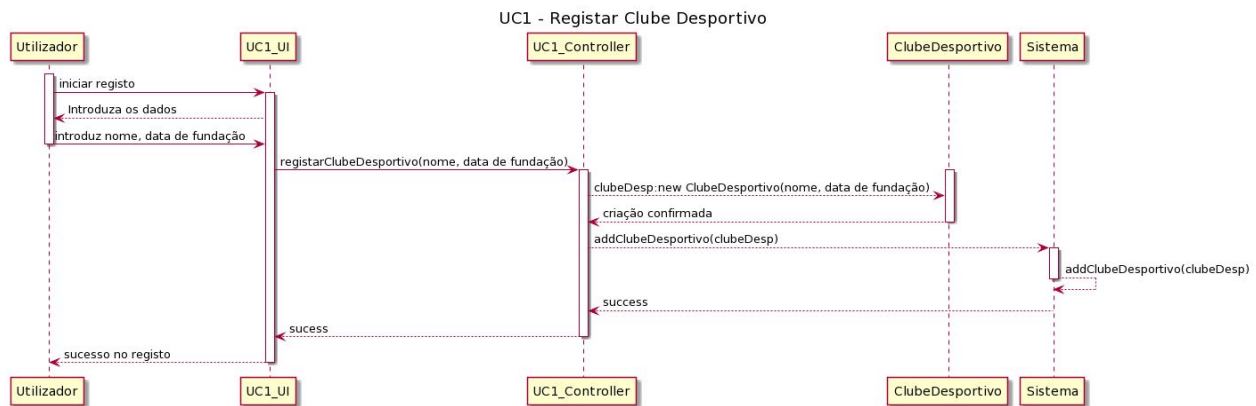 UC1 - Registar Clube Desportivo
Utilizador
UC1_UI
UC1_Controller
ClubeDesportivo
Sistema
iniciar registo
Introduza os dados
introduz nome, data de fundação
registarClubeDesportivo(nome, data de fundação)
clubeDesp:new ClubeDesportivo(nome, data de fundação)
criação confirmada
addClubeDesportivo(clubeDesp)
addClubeDesportivo(clubeDesp)
success
sucess
sucesso no registo
Utilizador
UC1_UI
UC1_Controller
ClubeDesportivo
Sistema